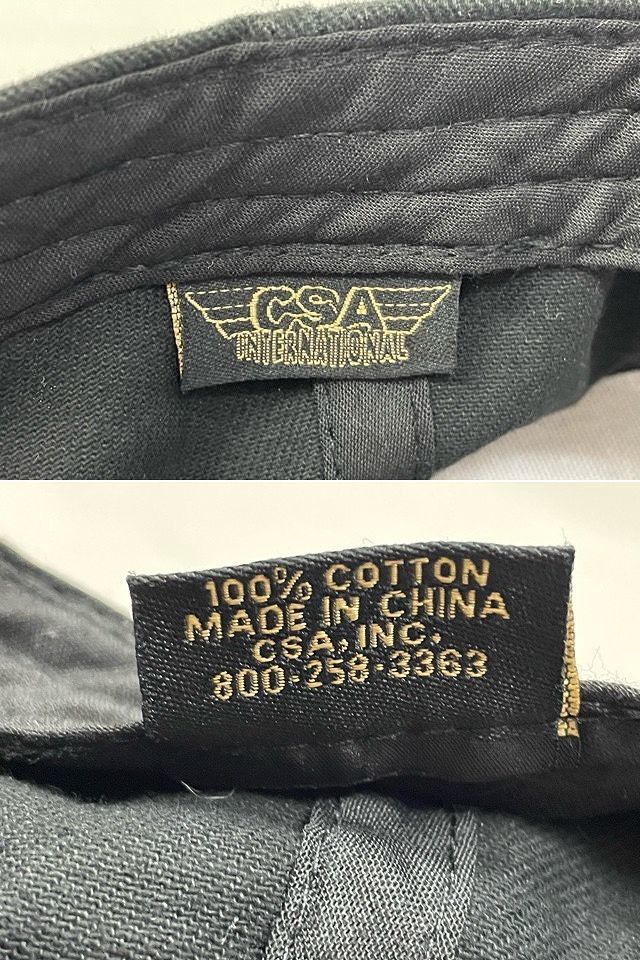 CSA
INTERNATIONAL
100% COTTON
MADE IN CHINA
CSA, INC.
800-258-3363